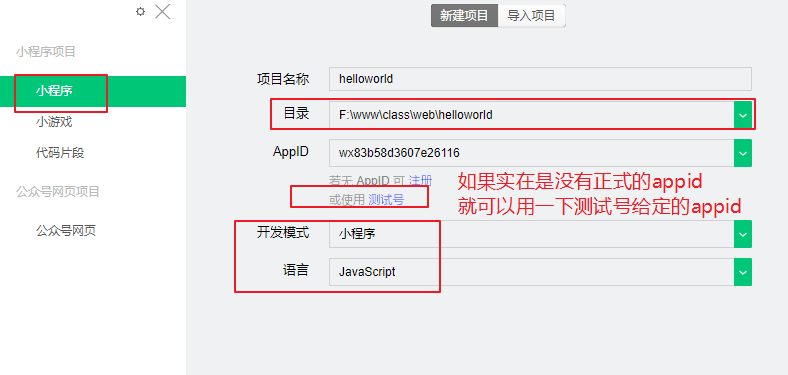 新建项目 导入项目
小程序项目
小程序
小游戏
代码片段
公众号网页项目
公众号网页
项目名称 helloworld
目录 F:\www\class\web\helloworld
AppID wx83b58d3607e26116
若无 AppID 可 注册
或使用 测试号
如果实在是没有正式的appid
就可以用一下测试号给定的appid
开发模式 小程序
语言 JavaScript